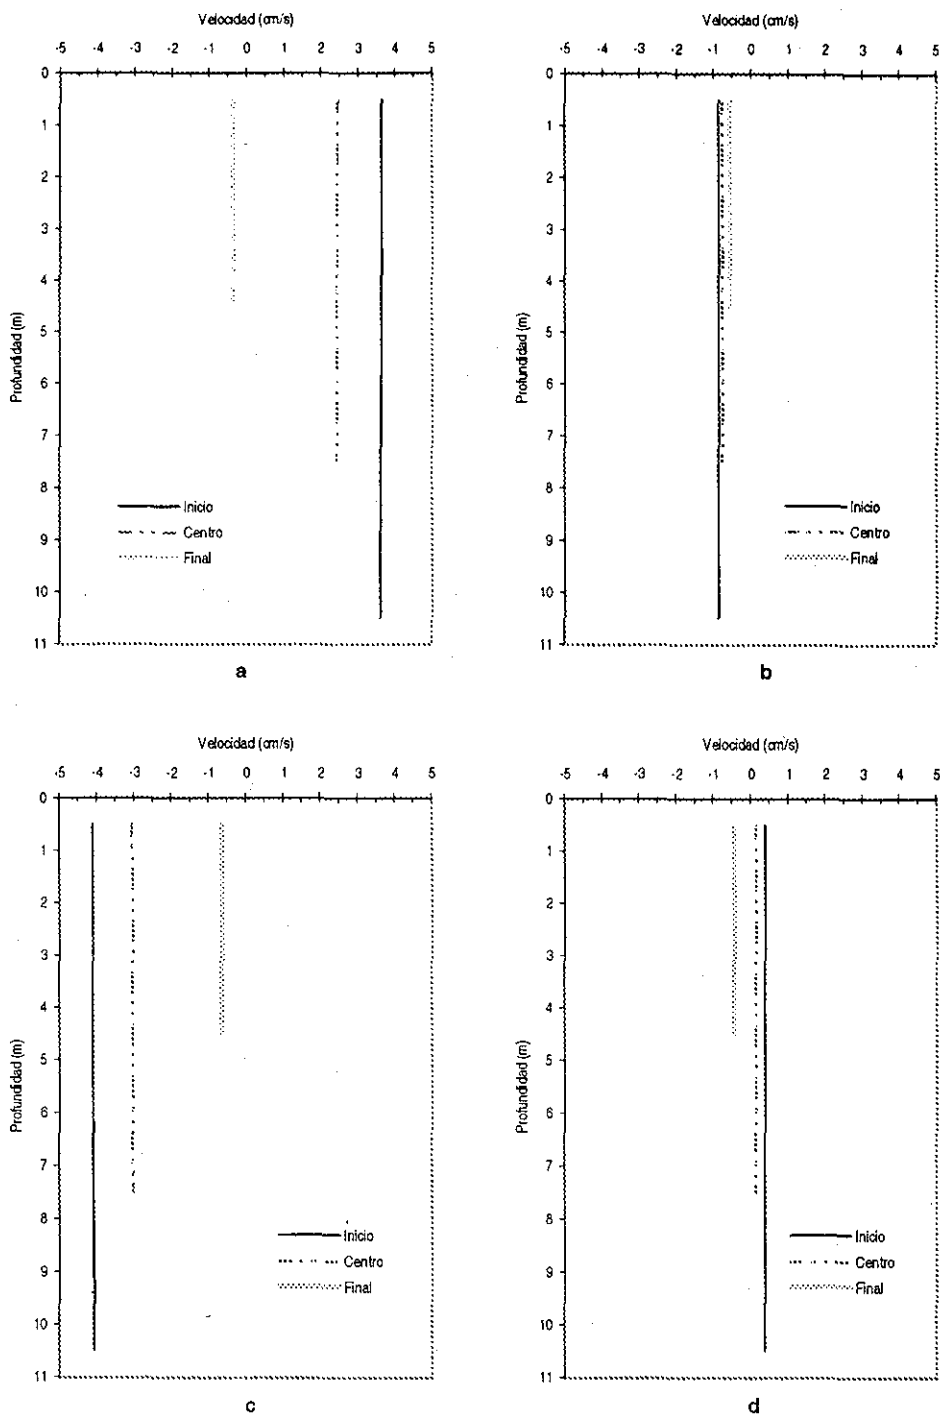 Velocidad (cm/s)
-5 -4 -3 -2 -1 0 1 2 3 4 5
0
1
2
3
4
5
6
7
8
9
10
11
Profundidad (m)
Inicio
Centro
Final
a
Velocidad (cm/s)
-5 -4 -3 -2 -1 0 1 2 3 4 5
0
1
2
3
4
5
6
7
8
9
10
11
Profundidad (m)
Inicio
Centro
Final
b
Velocidad (cm/s)
-5 -4 -3 -2 -1 0 1 2 3 4 5
0
1
2
3
4
5
6
7
8
9
10
11
Profundidad (m)
Inicio
Centro
Final
c
Velocidad (cm/s)
-5 -4 -3 -2 -1 0 1 2 3 4 5
0
1
2
3
4
5
6
7
8
9
10
11
Profundidad (m)
Inicio
Centro
Final
d